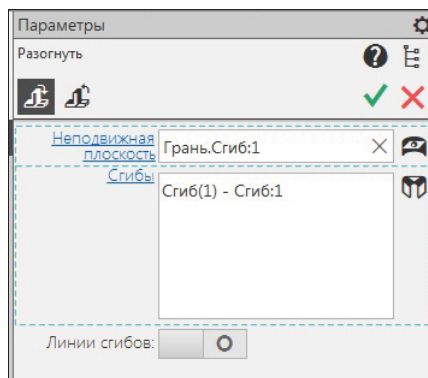 Параметры
Разогнуть
Неподвижная плоскость
Грань.Сгиб:1
Сгибы
Сгиб(1) - Сгиб:1
Линии сгибов: